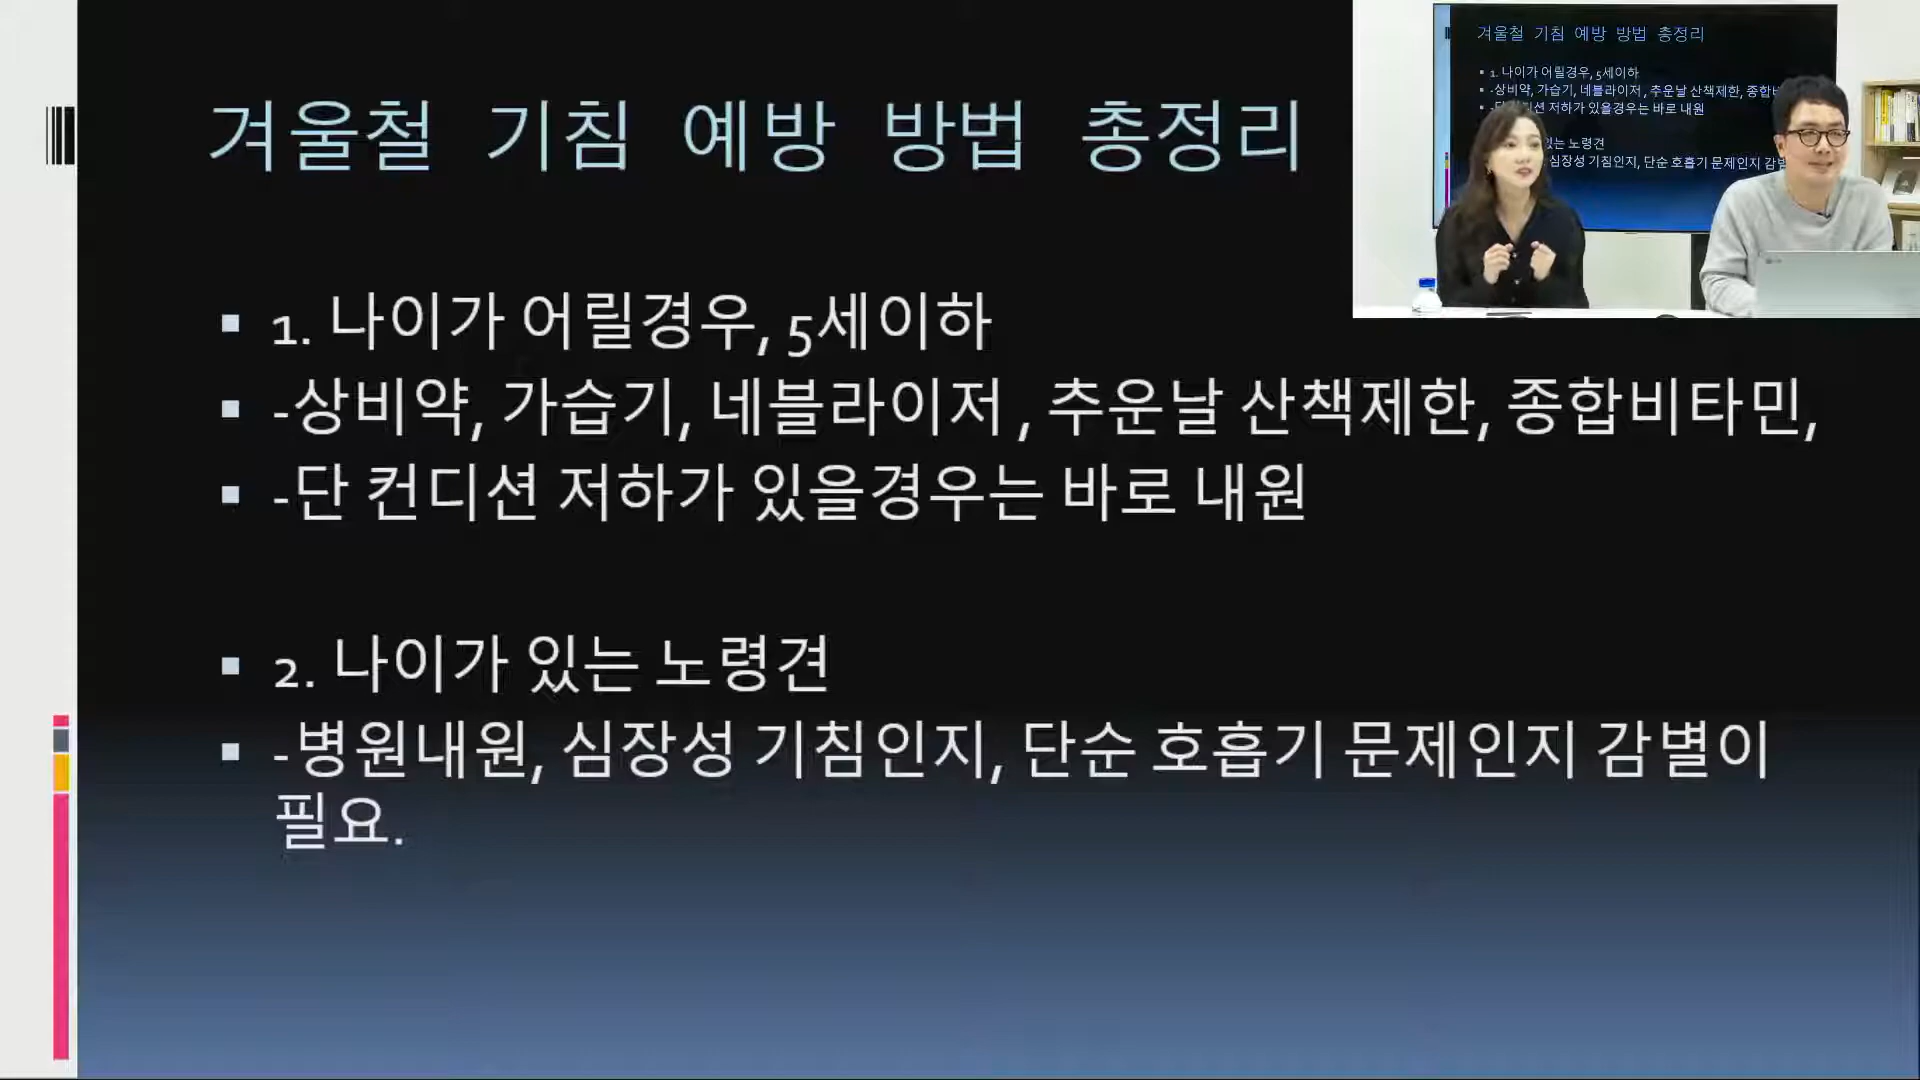 겨울철 기침 예방 방법 총정리
1. 나이가 어릴경우, 5세이하
-상비약, 가습기, 네블라이저 , 추운날 산책제한, 종합비타민,
-단 컨디션 저하가 있을경우는 바로 내원
2. 나이가 있는 노령견
-병원내원, 심장성 기침인지, 단순 호흡기 문제인지 감별이
필요.
겨울철 기침 예방 방법 총정리
1. 나이가 어릴경우, 5세이하
-상비약, 가습기, 네블라이저 , 추운날 산책제한,
저하가 있을경우는 바로 내원
있는 노령견
심장성 기침인지, 단순 호흡기 문제인지